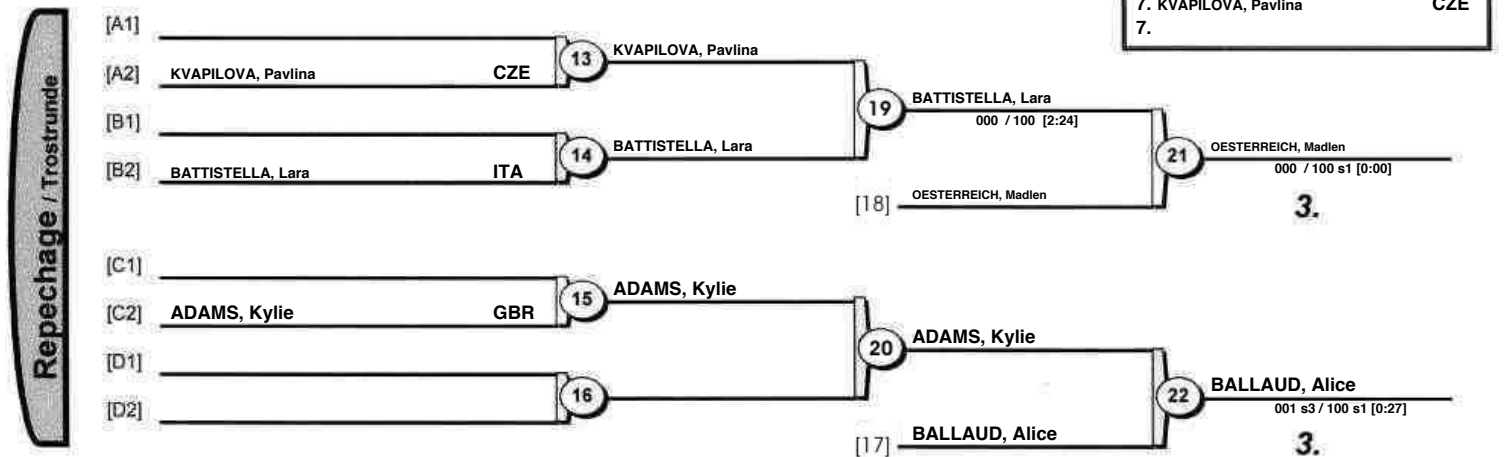 7. KVAPILOVA, Pavlina CZE
7.
Repechage / Trostrunde
[A1]
13 KVAPILOVA, Pavlina
[A2] KVAPILOVA, Pavlina CZE
19 BATTISTELLA, Lara
000 / 100 [2:24]
[B1]
14 BATTISTELLA, Lara
[B2] BATTISTELLA, Lara ITA
21 OESTERREICH, Madlen
000 / 100 s1 [0:00]
[18] OESTERREICH, Madlen
3.
[C1]
15 ADAMS, Kylie
[C2] ADAMS, Kylie GBR
20 ADAMS, Kylie
[D1]
16
[D2]
22 BALLAUD, Alice
001 s3 / 100 s1 [0:27]
[17] BALLAUD, Alice
3.